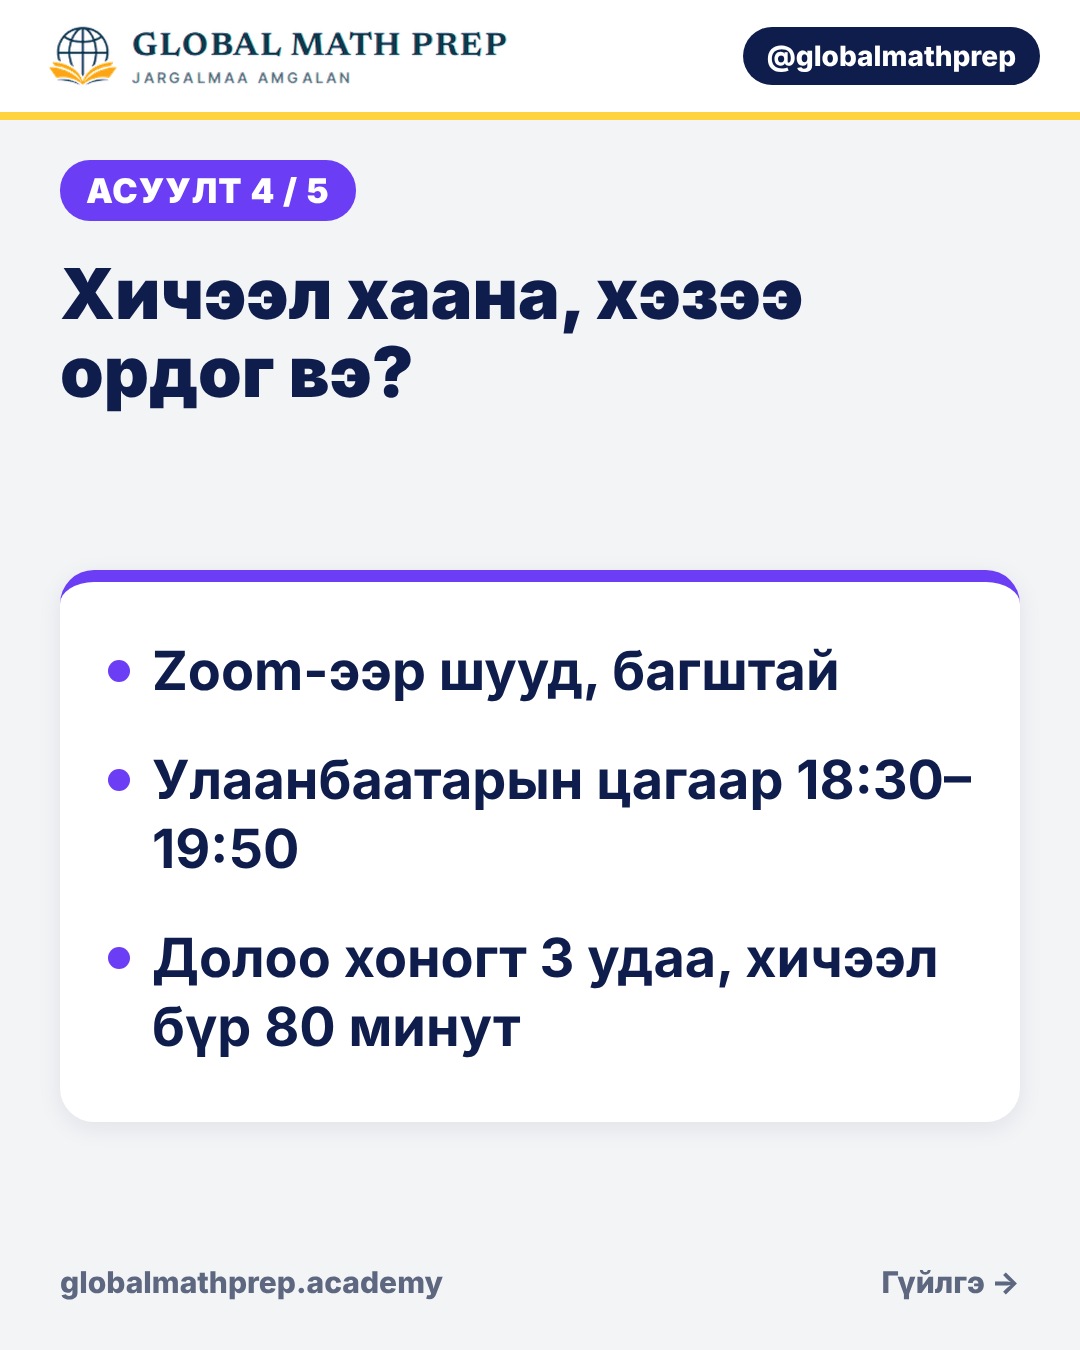 GLOBAL MATH PREP
JARGALMAA AMGALAN
@globalmathprep
АСУУЛТ 4 / 5
Хичээл хаана, хэзээ
ордог вэ?
Zoom-ээр шууд, багштай
Улаанбаатарын цагаар 18:30–
19:50
Долоо хоногт 3 удаа, хичээл
бүр 80 минут
globalmathprep.academy
Гүйлгэ →